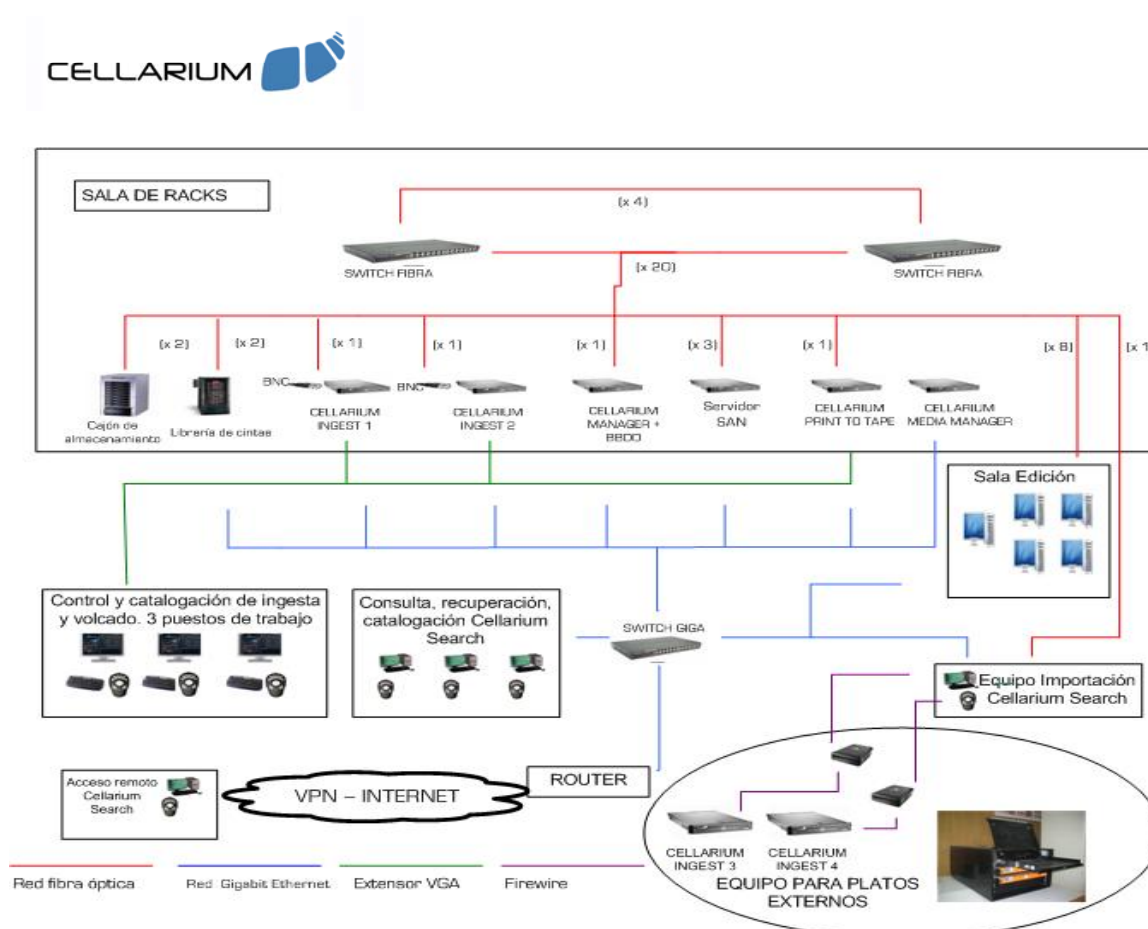 CELLARIUM
SALA DE RACKS
(x 4)
SWITCH FIBRA
(x 20)
SWITCH FIBRA
(x 2)
(x 2)
(x 1)
(x 1)
(x 1)
(x 3)
(x 1)
(x 8)
(x 1
BNC
BNC
Cajón de
almacenamiento
Librería de cintas
CELLARIUM
INGEST 1
CELLARIUM
INGEST 2
CELLARIUM
MANAGER +
BBDD
Servidor
SAN
CELLARIUM
PRINT TO TAPE
CELLARIUM
MEDIA MANAGER
Sala Edición
Control y catalogación de ingesta
y volcado. 3 puestos de trabajo
Consulta, recuperación,
catalogación Cellarium
Search
SWITCH GIGA
Equipo Importación
Cellarium Search
Acceso remoto
Cellarium
Search
VPN – INTERNET
ROUTER
CELLARIUM
INGEST 3
CELLARIUM
INGEST 4
EQUIPO PARA PLATOS
EXTERNOS
Red fibra óptica
Red Gigabit Ethernet
Extensor VGA
Firewire